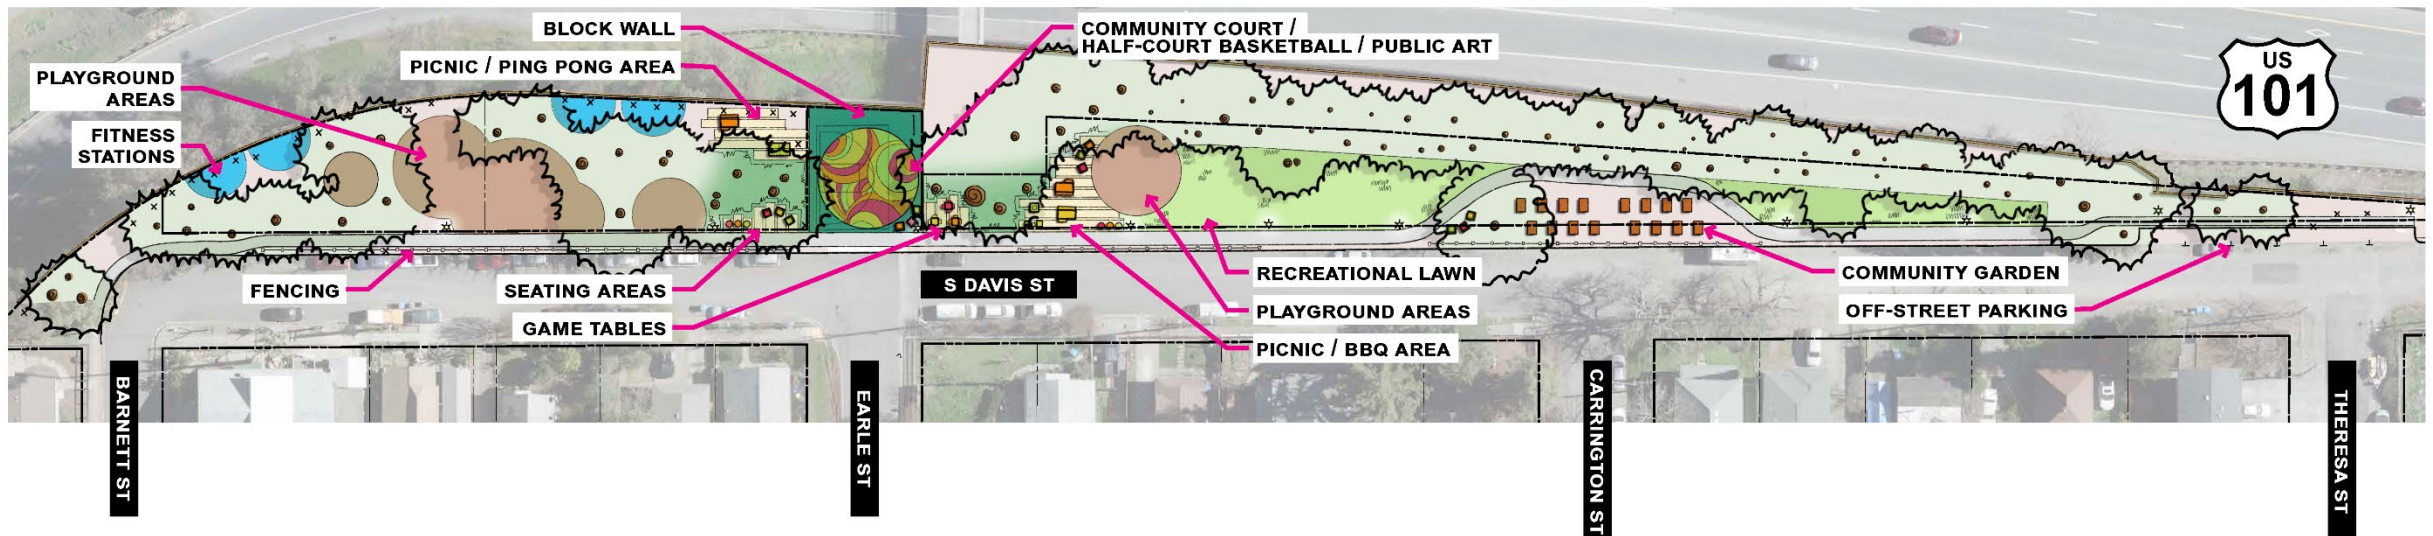 BLOCK WALL
COMMUNITY COURT /
HALF-COURT BASKETBALL / PUBLIC ART
PICNIC / PING PONG AREA
PLAYGROUND
AREAS
FITNESS
STATIONS
US
101
FENCING
SEATING AREAS
GAME TABLES
S DAVIS ST
RECREATIONAL LAWN
PLAYGROUND AREAS
PICNIC / BBQ AREA
COMMUNITY GARDEN
OFF-STREET PARKING
BARNETT ST
EARLE ST
CARRINGTON ST
THERESA ST